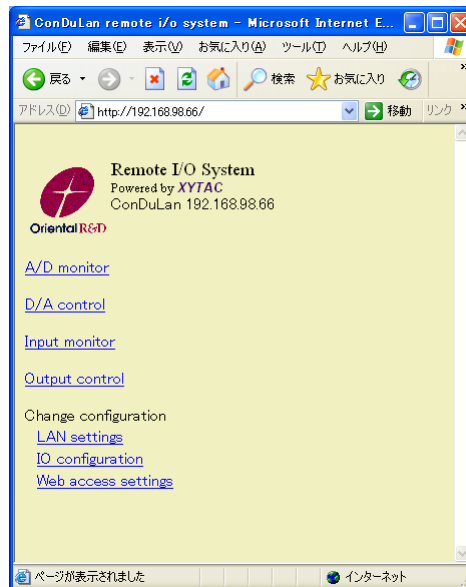 ConDuLan remote i/o system - Microsoft Internet E...
ファイル(F) 編集(E) 表示(V) お気に入り(A) ツール(T) ヘルプ(H)
戻る 検索 お気に入り »
アドレス(D) http://192.168.98.66/ 移動 リンク »
Remote I/O System
Powered by XYTAC
ConDuLan 192.168.98.66
Oriental R&D
A/D monitor
D/A control
Input monitor
Output control
Change configuration
LAN settings
IO configuration
Web access settings
ページが表示されました インターネット